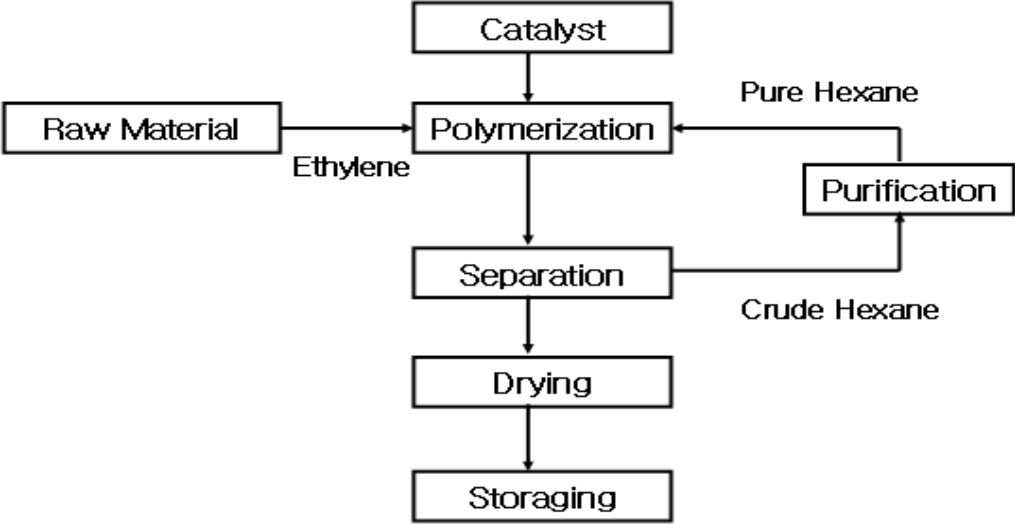 Catalyst
Pure Hexane
Raw Material
Polymerization
Ethylene
Purification
Separation
Crude Hexane
Drying
Storaging